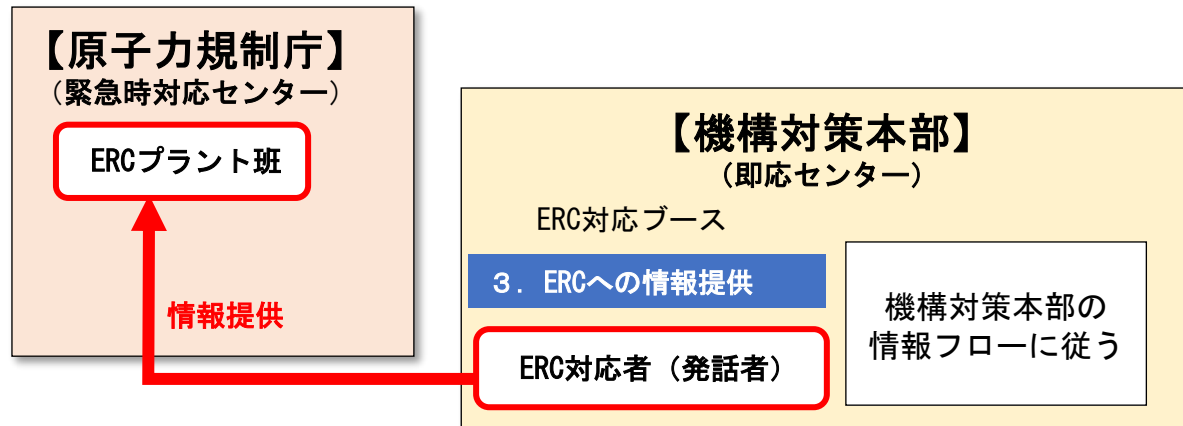 【原子力規制庁】
（緊急時対応センター）
ERCプラント班
情報提供
【機構対策本部】
（即応センター）
ERC対応ブース
３．ERCへの情報提供
ERC対応者（発話者）
機構対策本部の
情報フローに従う